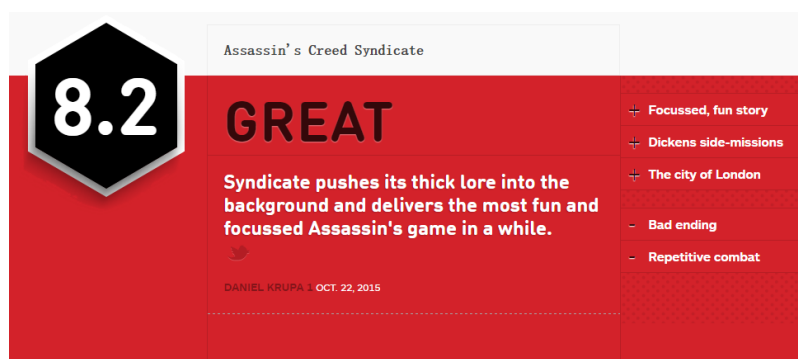 8.2
Assassin's Creed Syndicate
GREAT
Syndicate pushes its thick lore into the
background and delivers the most fun and
focussed Assassin's game in a while.
DANIEL KRUPA 1 OCT. 22, 2015
+ Focussed, fun story
+ Dickens side-missions
+ The city of London
- Bad ending
- Repetitive combat